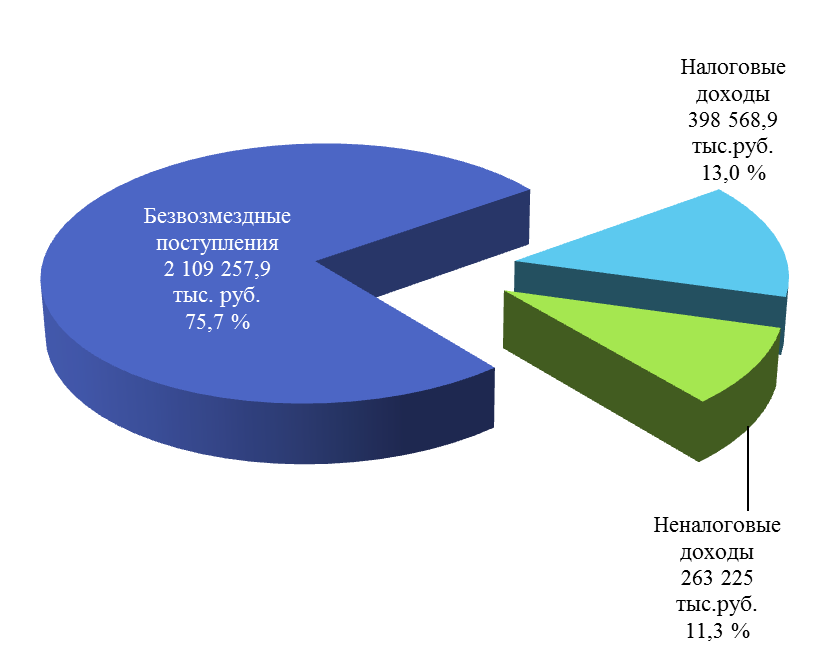 Налоговые
доходы
398 568,9
тыс.руб.
13,0 %
Безвозмездные
поступления
2 109 257,9
тыс. руб.
75,7 %
Неналоговые
доходы
263 225
тыс.руб.
11,3 %